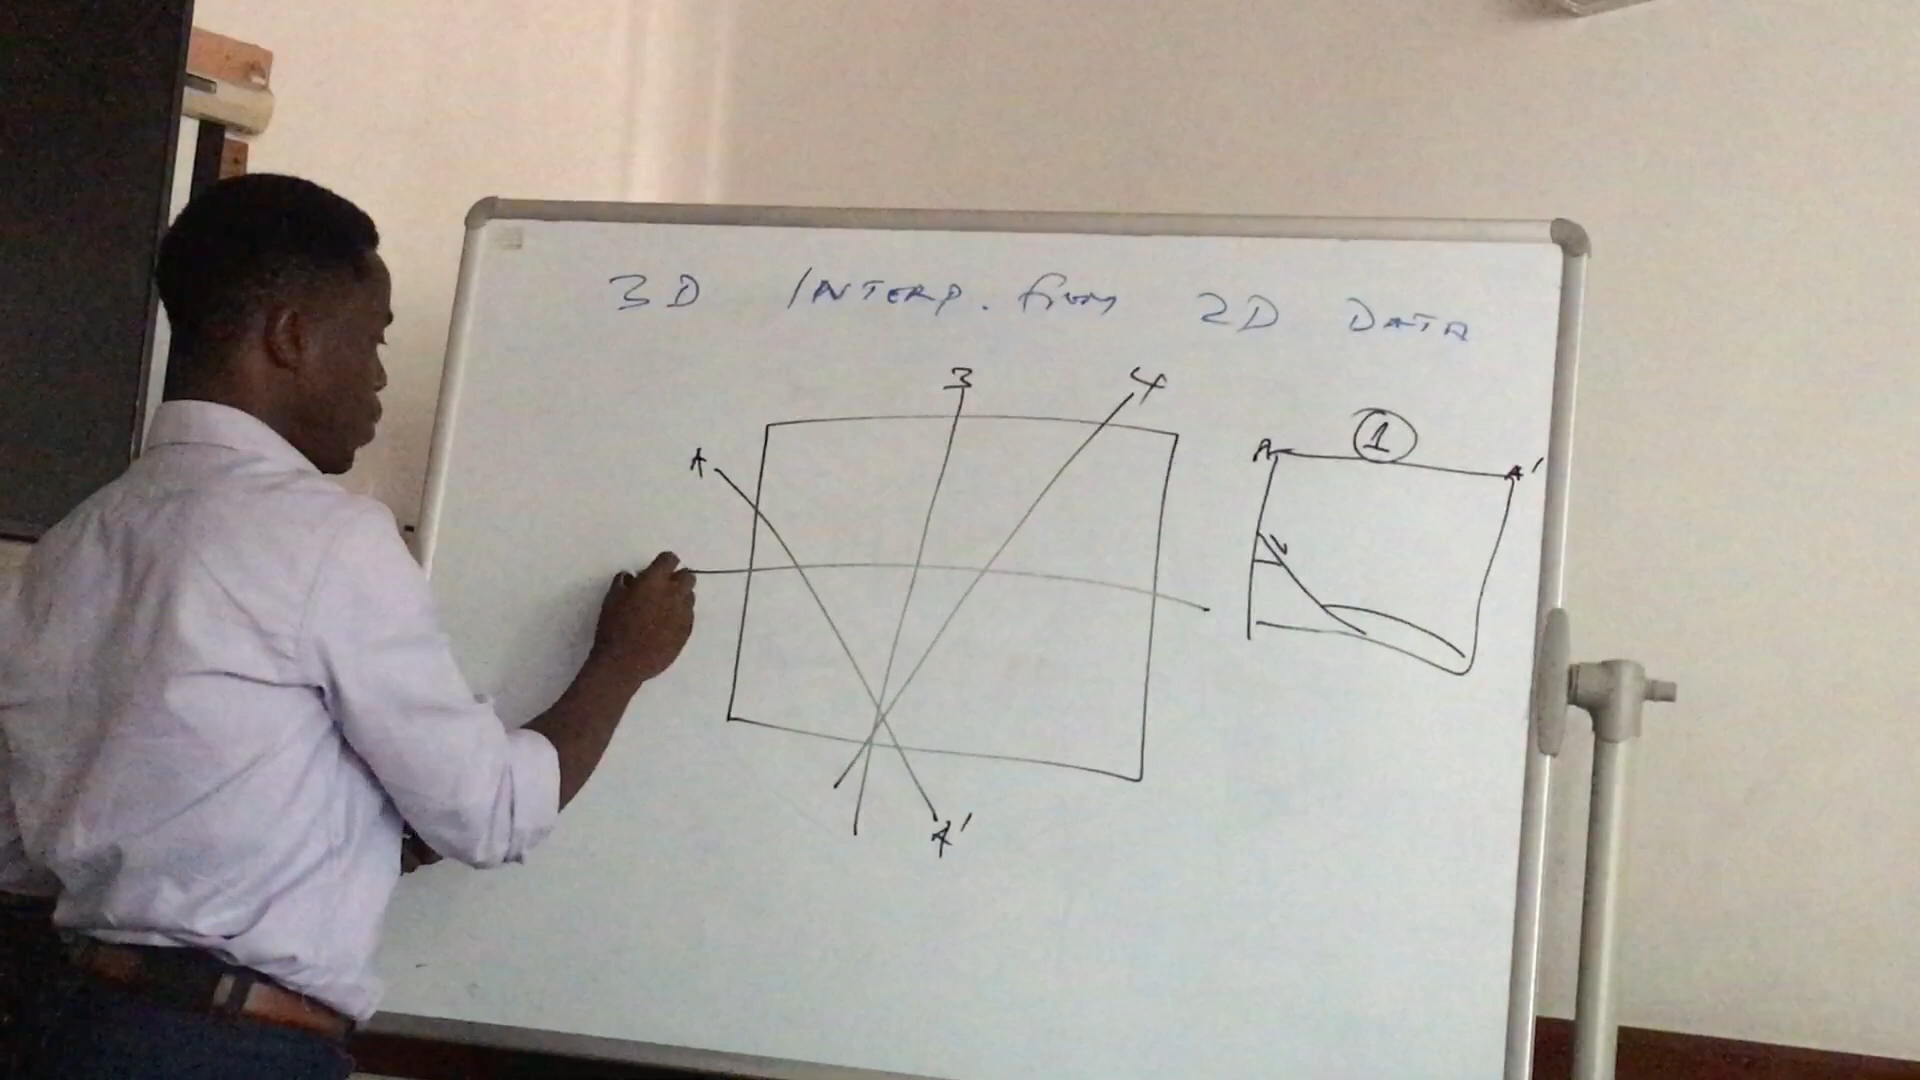 3D INTERP. from 2D DATA
3 4
A
A 1 A'
A'